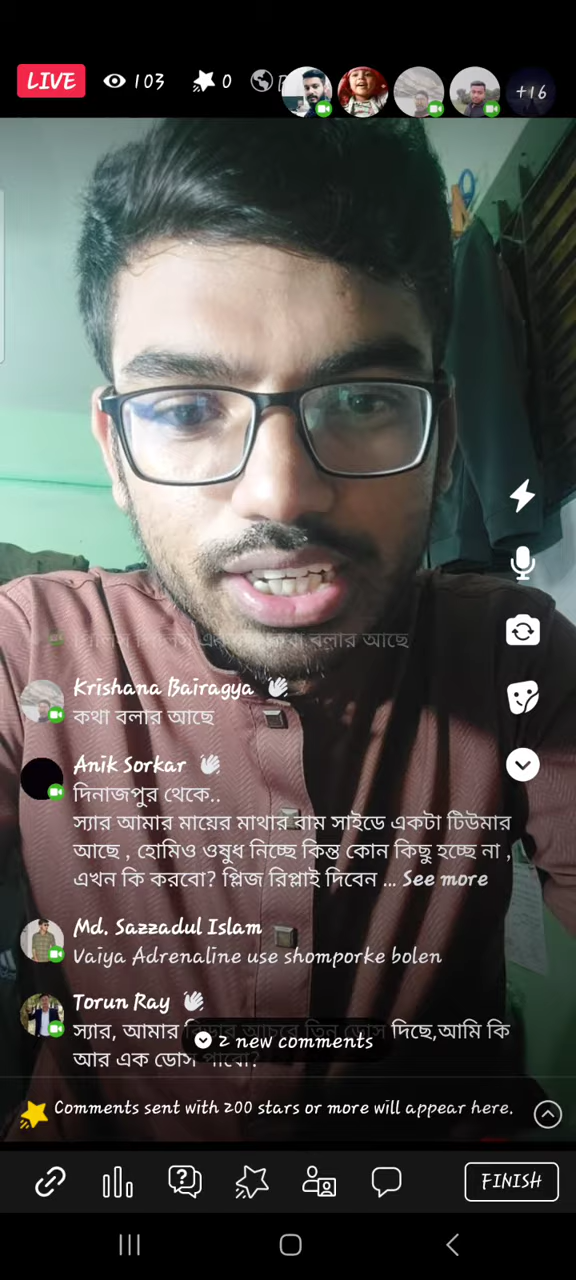 LIVE
103
0
+16
বলার আছে
Krishana Bairagya
কথা বলার আছে
Anik Sorkar
দিনাজপুর থেকে..
স্যার আমার মায়ের মাথার বাম সাইডে একটা টিউমার
আছে , হোমিও ওষুধ নিচ্ছে কিন্ত কোন কিছু হচ্ছে না ,
এখন কি করবো? প্লিজ রিপ্লাই দিবেন ... See more
Md. Sazzadul Islam
Vaiya Adrenaline use shomporke bolen
Torun Ray
স্যার, আমার তিন ডোস দিছে,আমি কি
আর এক ডোস পাবো?
2 new comments
Comments sent with 200 stars or more will appear here.
FINISH